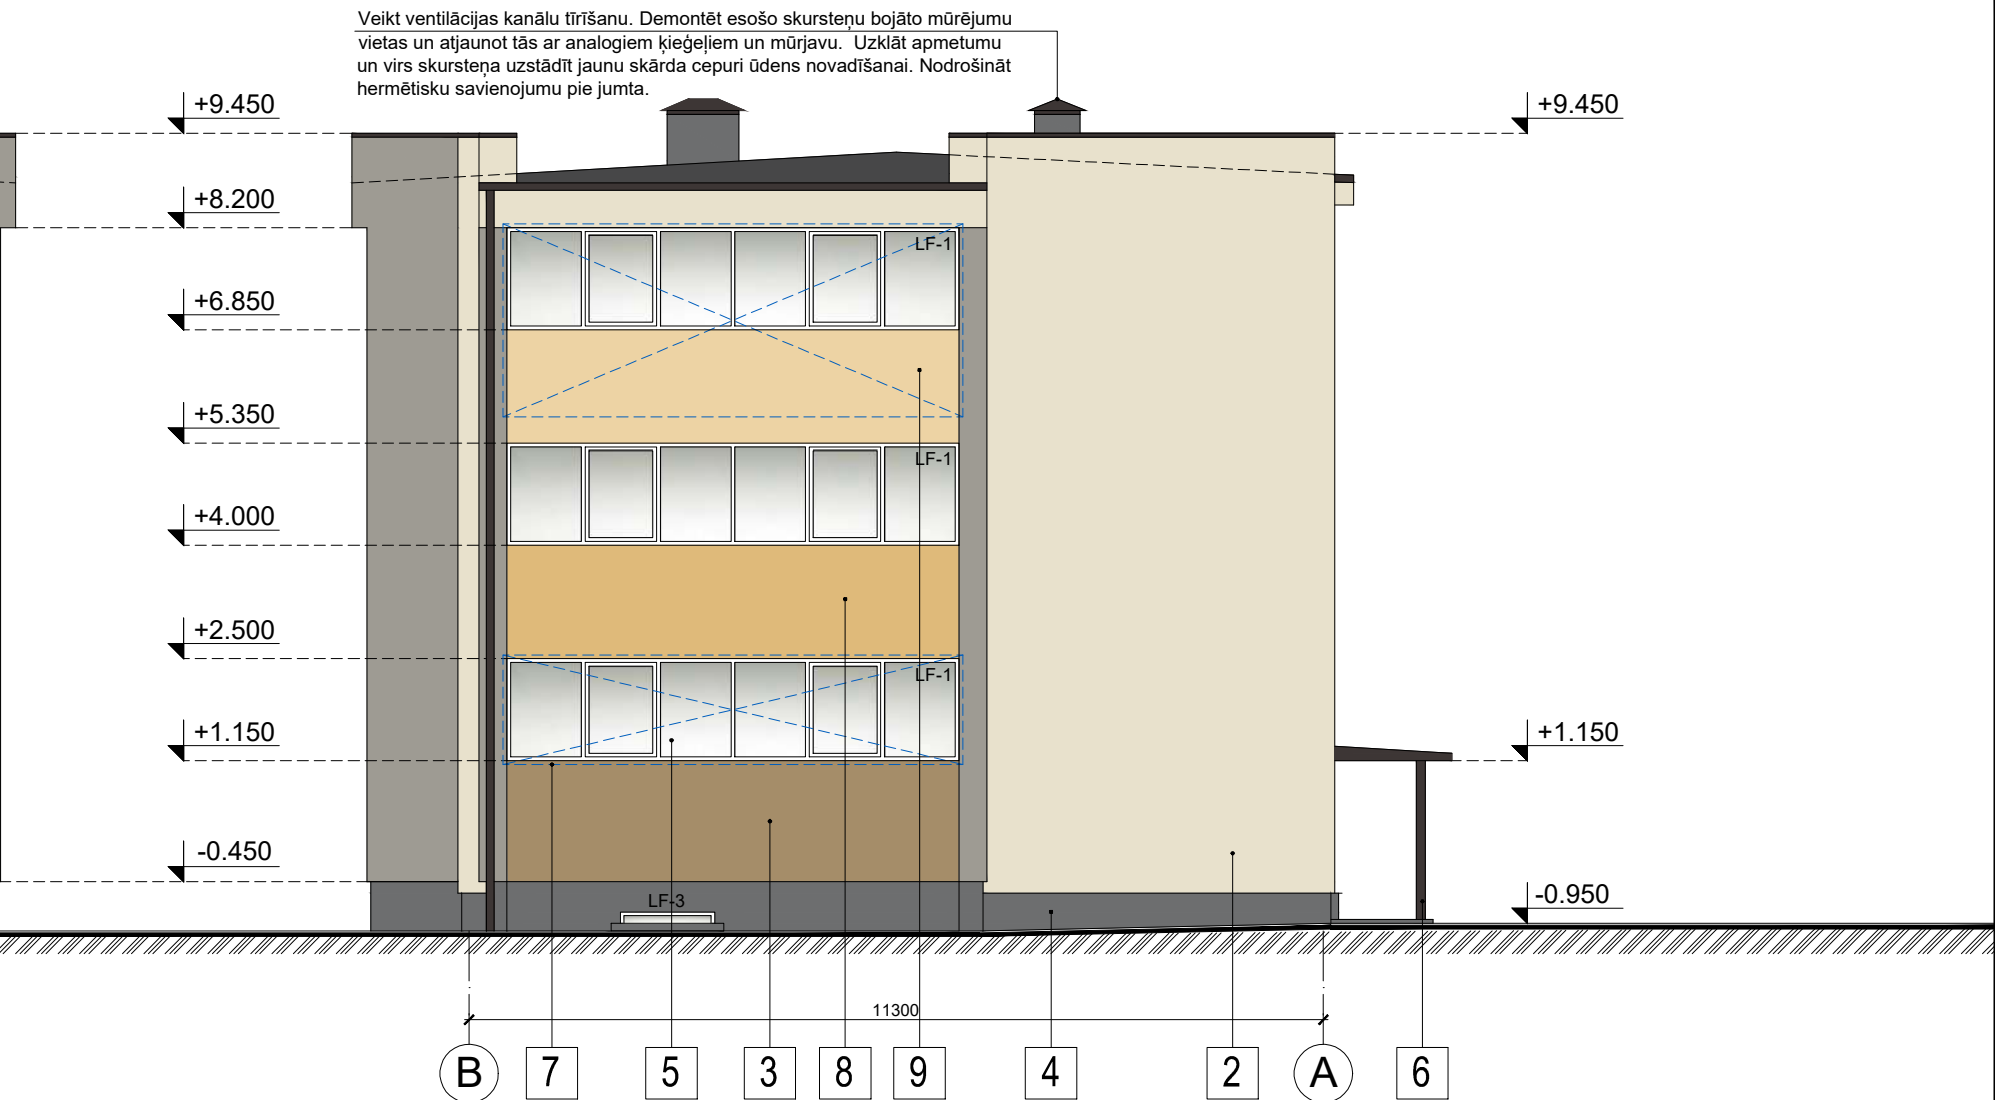 Veikt ventilācijas kanālu tīrīšanu. Demontēt esošo skursteņu bojāto mūrējumu
vietas un atjaunot tās ar analogiem ķieģeļiem un mūrjavu. Uzklāt apmetumu
un virs skursteņa uzstādīt jaunu skārda cepuri ūdens novadīšanai. Nodrošināt
hermētisku savienojumu pie jumta.
+9.450
+9.450
+8.200
LF-1
+6.850
+5.350
LF-1
+4.000
+2.500
LF-1
+1.150
+1.150
-0.450
LF-3
-0.950
11300
B 7 5 3 8 9 4 2 A 6